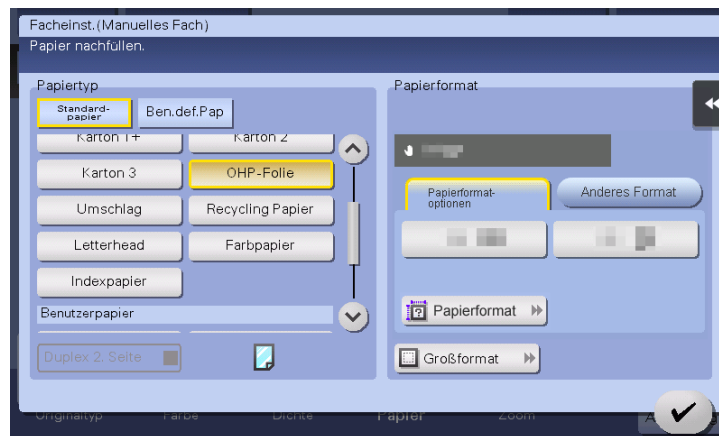 Facheinst.(Manuelles Fach)
Papier nachfüllen.
Papiertyp
Standard-
papier
Ben.def.Pap
Karton 1+
Karton 2
Karton 3
OHP-Folie
Umschlag
Recycling Papier
Letterhead
Farbpapier
Indexpapier
Benutzerpapier
Duplex 2. Seite
Papierformat
Papierformat-
optionen
Anderes Format
Papierformat
Großformat
Originaltyp
Farbe
Dichte
Papier
Zoom